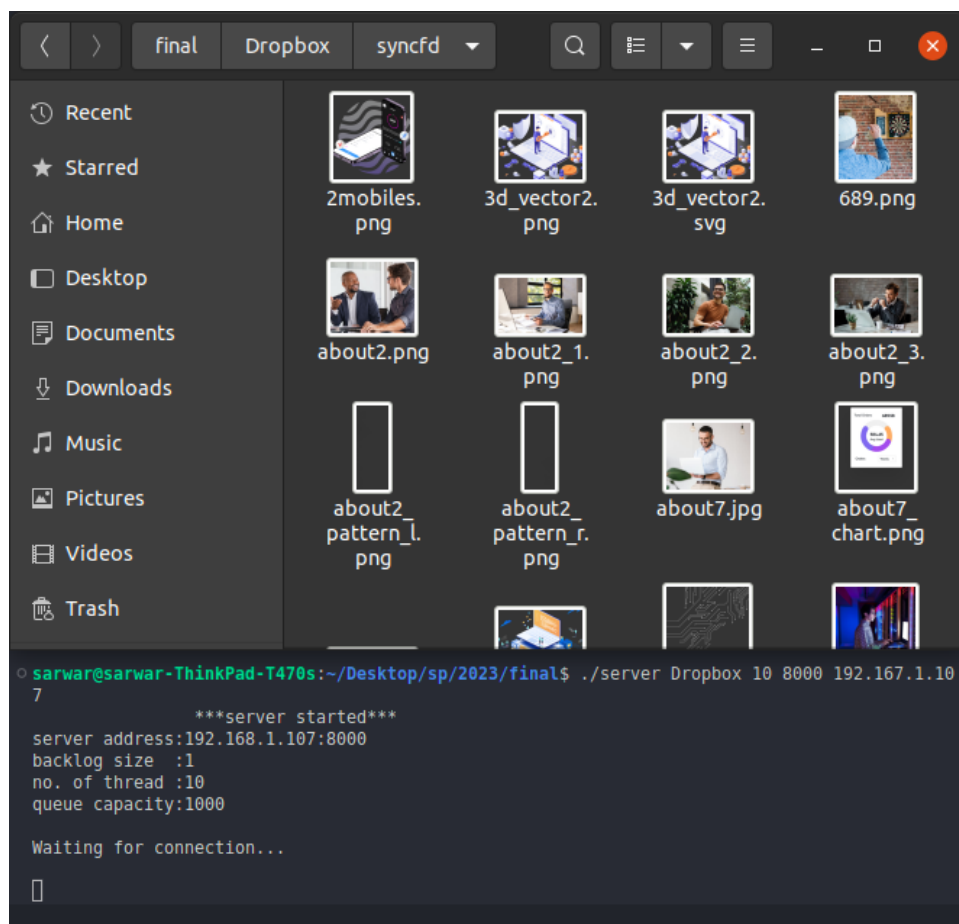 final Dropbox syncfd
Recent
Starred
Home
Desktop
Documents
Downloads
Music
Pictures
Videos
Trash
2mobiles.
png
3d_vector2.
png
3d_vector2.
svg
689.png
about2.png
about2_1.
png
about2_2.
png
about2_3.
png
about2_
pattern_l.
png
about2_
pattern_r.
png
about7.jpg
about7_
chart.png
sarwar@sarwar-ThinkPad-T470s:~/Desktop/sp/2023/final$ ./server Dropbox 10 8000 192.167.1.10
7
***server started***
server address:192.168.1.107:8000
backlog size :1
no. of thread :10
queue capacity:1000
Waiting for connection...